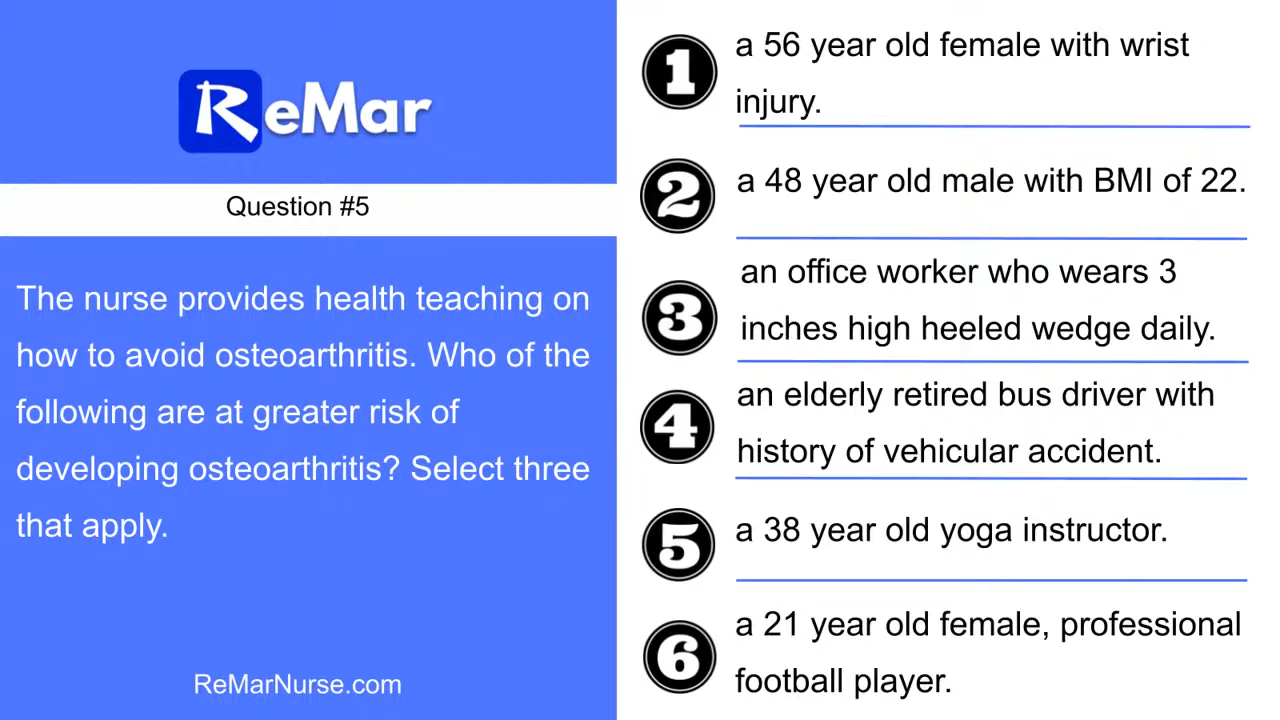 ReMar
Question #5
The nurse provides health teaching on
how to avoid osteoarthritis. Who of the
following are at greater risk of
developing osteoarthritis? Select three
that apply.
ReMarNurse.com
1 a 56 year old female with wrist
injury.
2 a 48 year old male with BMI of 22.
3 an office worker who wears 3
inches high heeled wedge daily.
4 an elderly retired bus driver with
history of vehicular accident.
5 a 38 year old yoga instructor.
6 a 21 year old female, professional
football player.